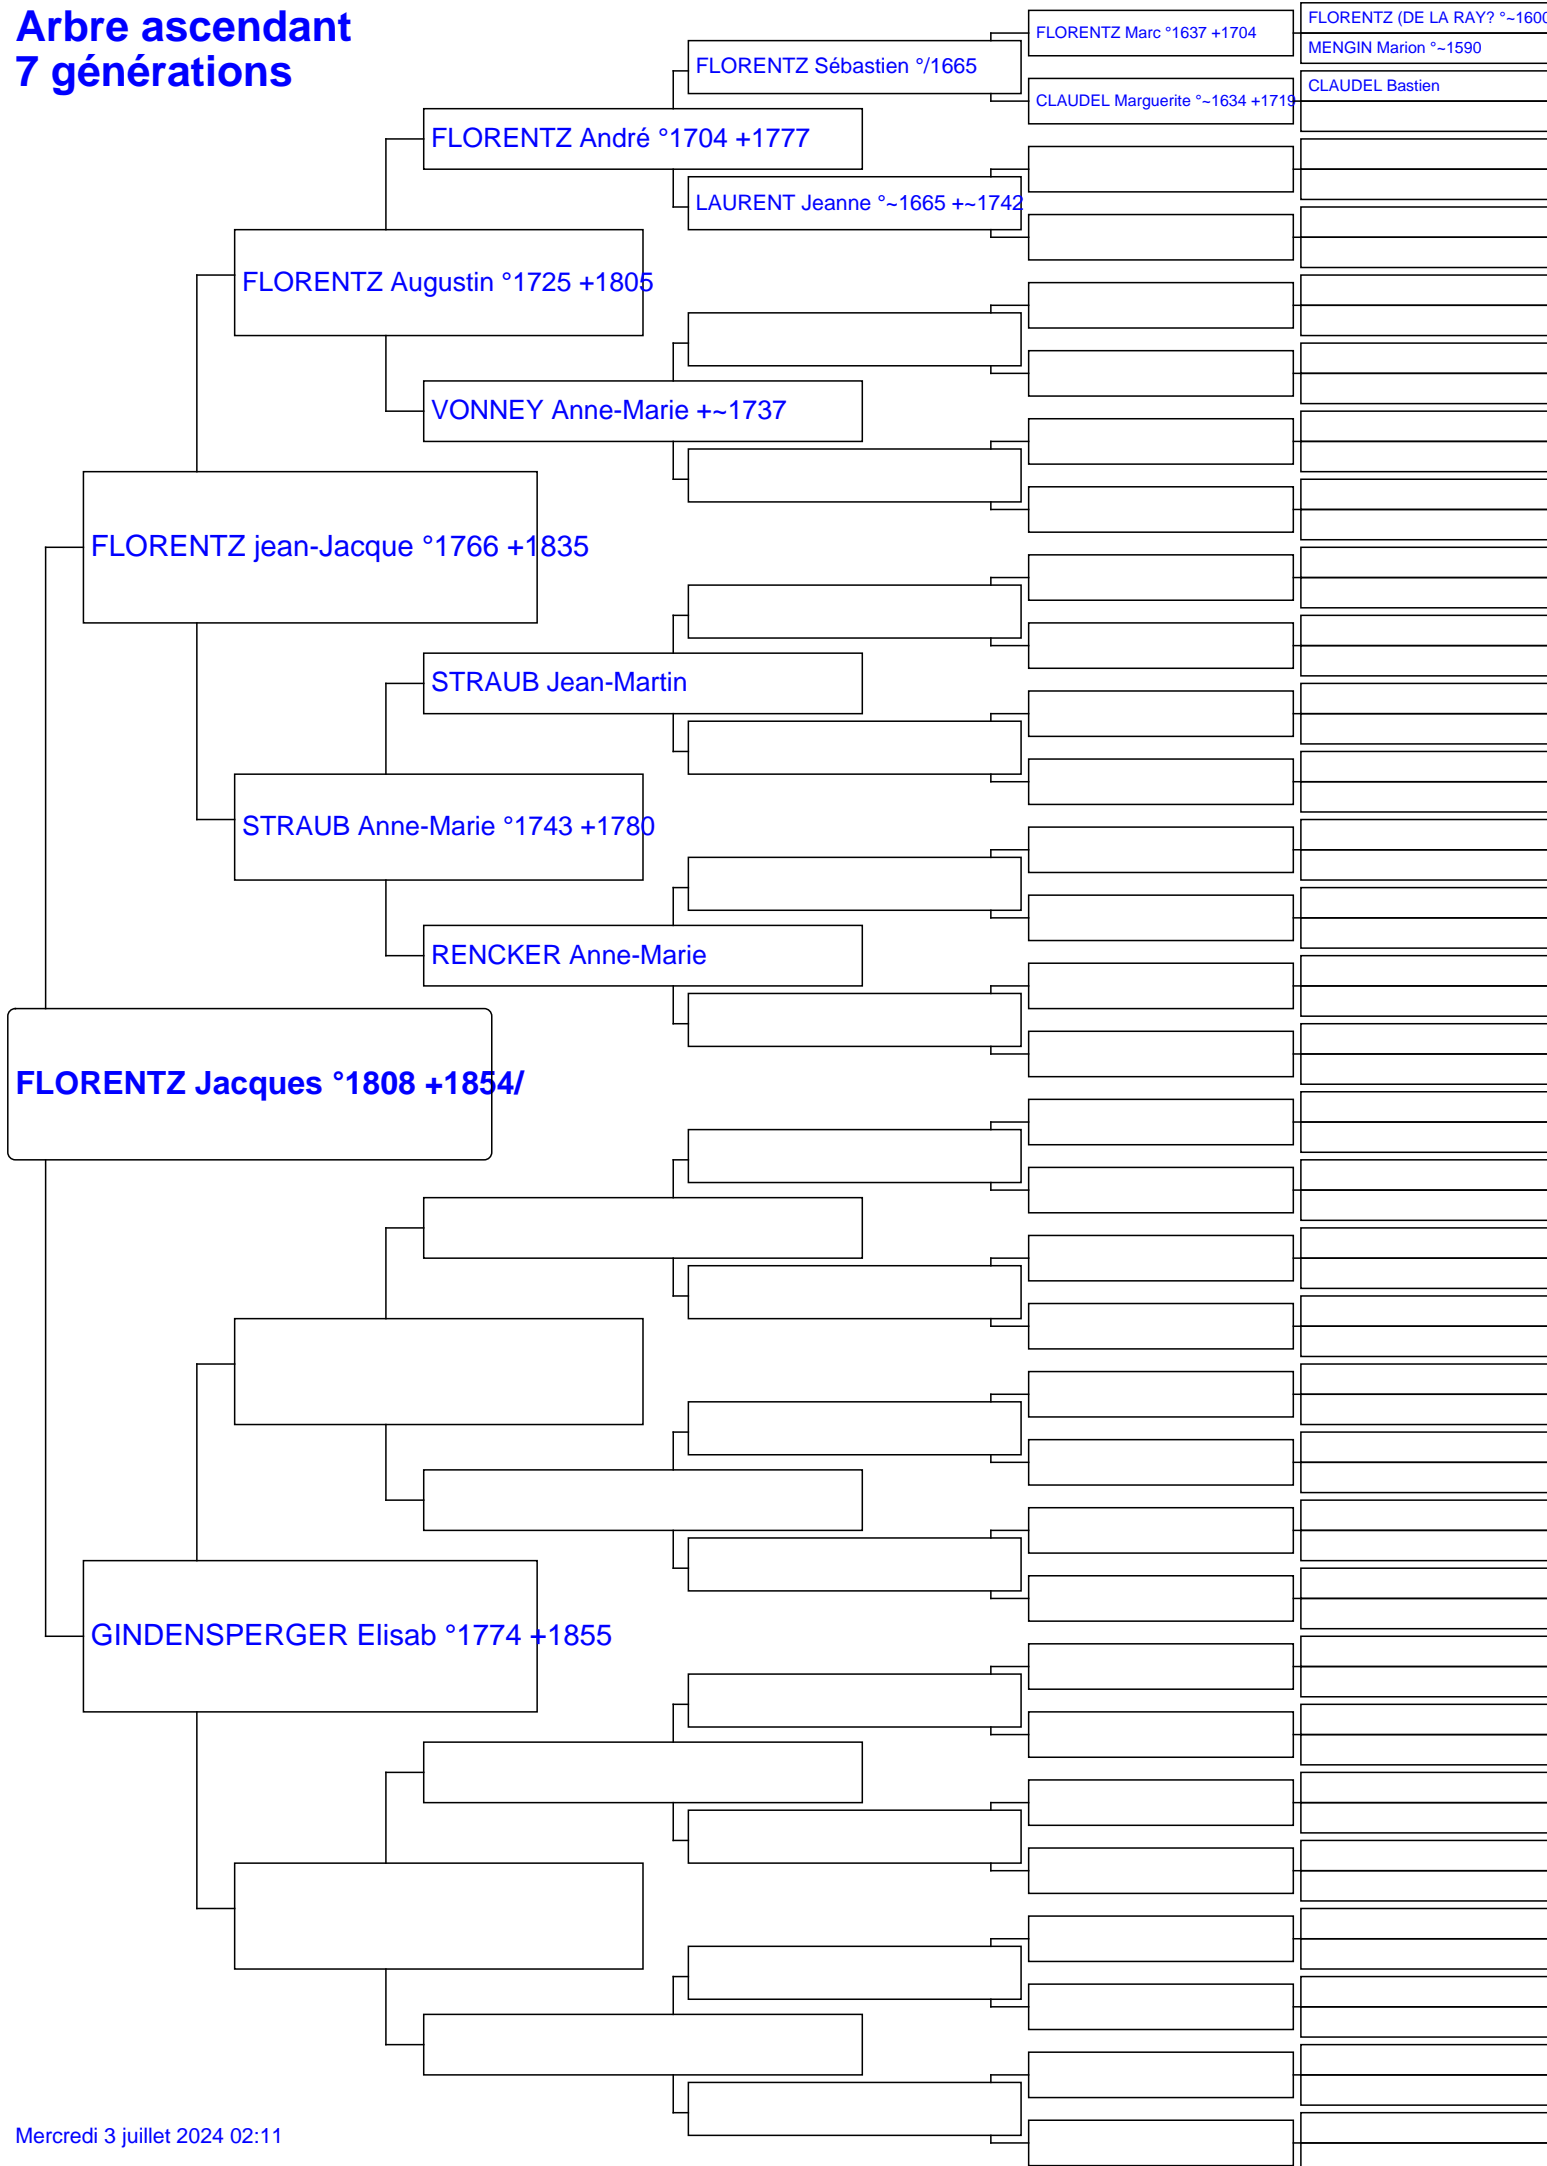 Arbre ascendant
7 générations
FLORENTZ Marc °1637 +1704
FLORENTZ (DE LA RAY? °~1600
MENGIN Marion °~1590
FLORENTZ Sébastien °/1665
CLAUDEL Marguerite °~1634 +1719
CLAUDEL Bastien
FLORENTZ André °1704 +1777
LAURENT Jeanne °~1665 +~1742
FLORENTZ Augustin °1725 +1805
VONNEY Anne-Marie +~1737
FLORENTZ jean-Jacque °1766 +1835
STRAUB Jean-Martin
STRAUB Anne-Marie °1743 +1780
RENCKER Anne-Marie
FLORENTZ Jacques °1808 +1854/
GINDENSPERGER Elisab °1774 +1855
Mercredi 3 juillet 2024 02:11